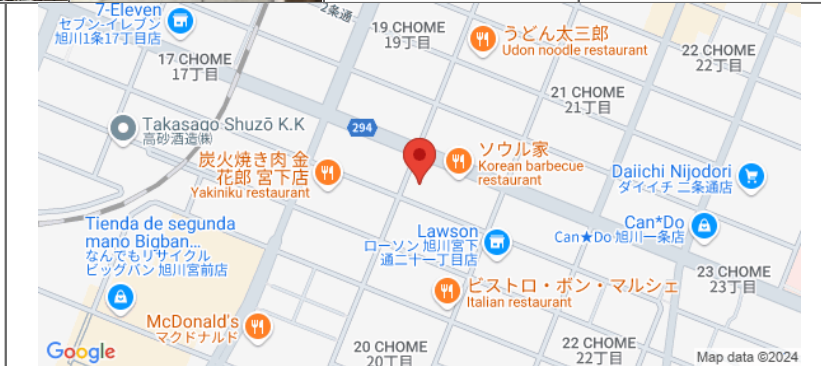 7-Eleven
セブン-イレブン
旭川1条17丁目店
2条通
19 CHOME
19丁目
うどん太三郎
Udon noodle restaurant
22 CHOME
22丁目
17 CHOME
17丁目
21 CHOME
21丁目
Takasago Shuzō K.K
高砂酒造㈱
294
炭火焼き肉 金
花郎 宮下店
Yakiniku restaurant
ソウル家
Korean barbecue
restaurant
Daiichi Nijodori
ダイイチ 二条通店
Tienda de segunda
mano Bigban...
なんでもリサイクル
ビッグバン 旭川宮前店
Lawson
ローソン 旭川宮下
通二十一丁目店
Can*Do
Can★Do 旭川一条店
ビストロ・ボン・マルシェ
Italian restaurant
23 CHOME
23丁目
McDonald's
マクドナルド
20 CHOME
20丁目
22 CHOME
22丁目
Google
Map data ©2024